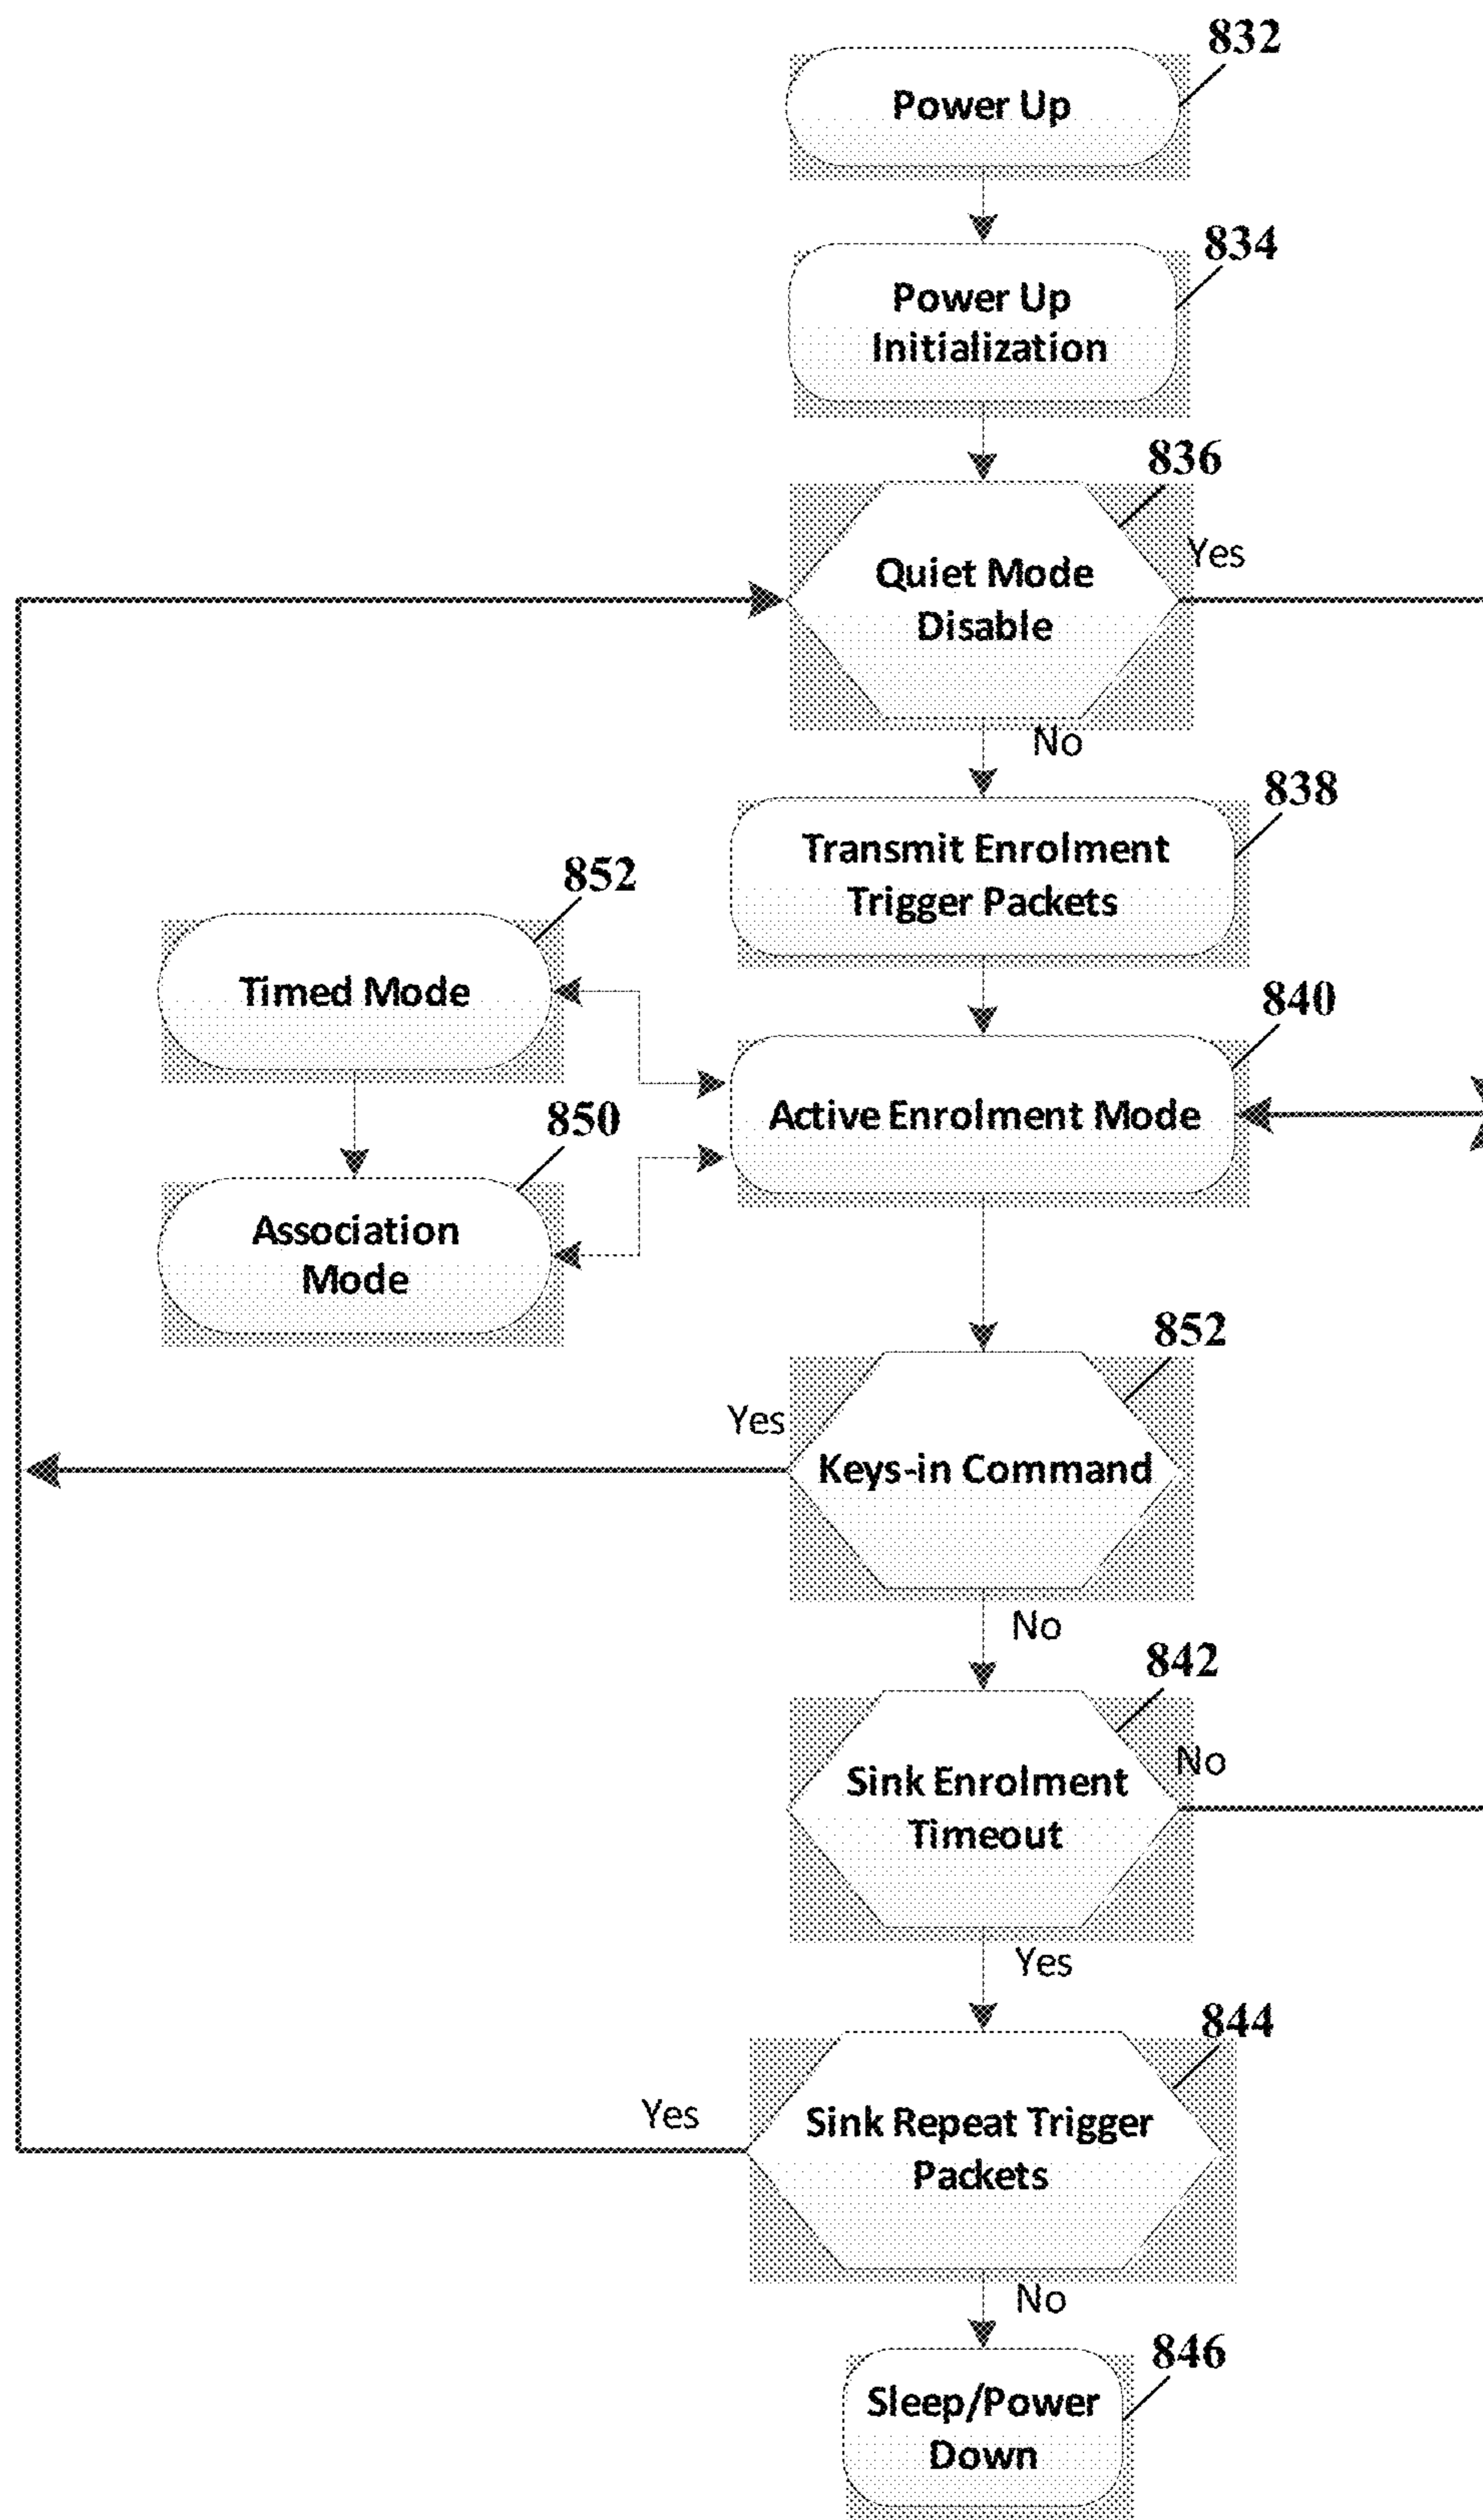 832
Power Up
834
Power Up
Initialization
836
Yes
Quiet Mode
Disable
No
838
Transmit Enrolment
Trigger Packets
852
Timed Mode
840
Active Enrolment Mode
850
Association
Mode
852
Yes
Keys-in Command
No
842
No
Sink Enrolment
Timeout
Yes
844
Yes
Sink Repeat Trigger
Packets
No
846
Sleep/Power
Down